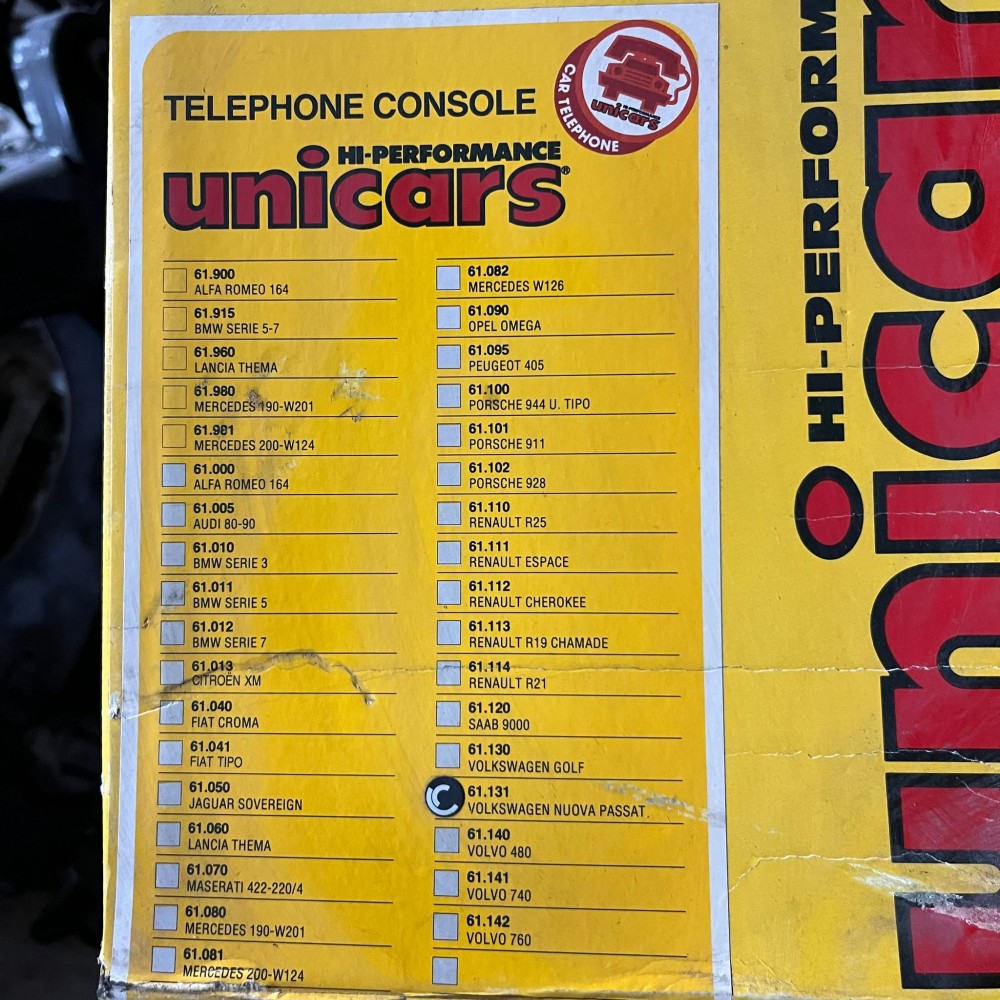 TELEPHONE CONSOLE
HI-PERFORMANCE
unicars®
CAR TELEPHONE
unicars
61.900
ALFA ROMEO 164
61.915
BMW SERIE 5-7
61.960
LANCIA THEMA
61.980
MERCEDES 190-W201
61.981
MERCEDES 200-W124
61.000
ALFA ROMEO 164
61.005
AUDI 80-90
61.010
BMW SERIE 3
61.011
BMW SERIE 5
61.012
BMW SERIE 7
61.013
CITROËN XM
61.040
FIAT CROMA
61.041
FIAT TIPO
61.050
JAGUAR SOVEREIGN
61.060
LANCIA THEMA
61.070
MASERATI 422-220/4
61.080
MERCEDES 190-W201
61.081
MERCEDES 200-W124
61.082
MERCEDES W126
61.090
OPEL OMEGA
61.095
PEUGEOT 405
61.100
PORSCHE 944 U. TIPO
61.101
PORSCHE 911
61.102
PORSCHE 928
61.110
RENAULT R25
61.111
RENAULT ESPACE
61.112
RENAULT CHEROKEE
61.113
RENAULT R19 CHAMADE
61.114
RENAULT R21
61.120
SAAB 9000
61.130
VOLKSWAGEN GOLF
C
61.131
VOLKSWAGEN NUOVA PASSAT
61.140
VOLVO 480
61.141
VOLVO 740
61.142
VOLVO 760
HI-PERFORM
unicar